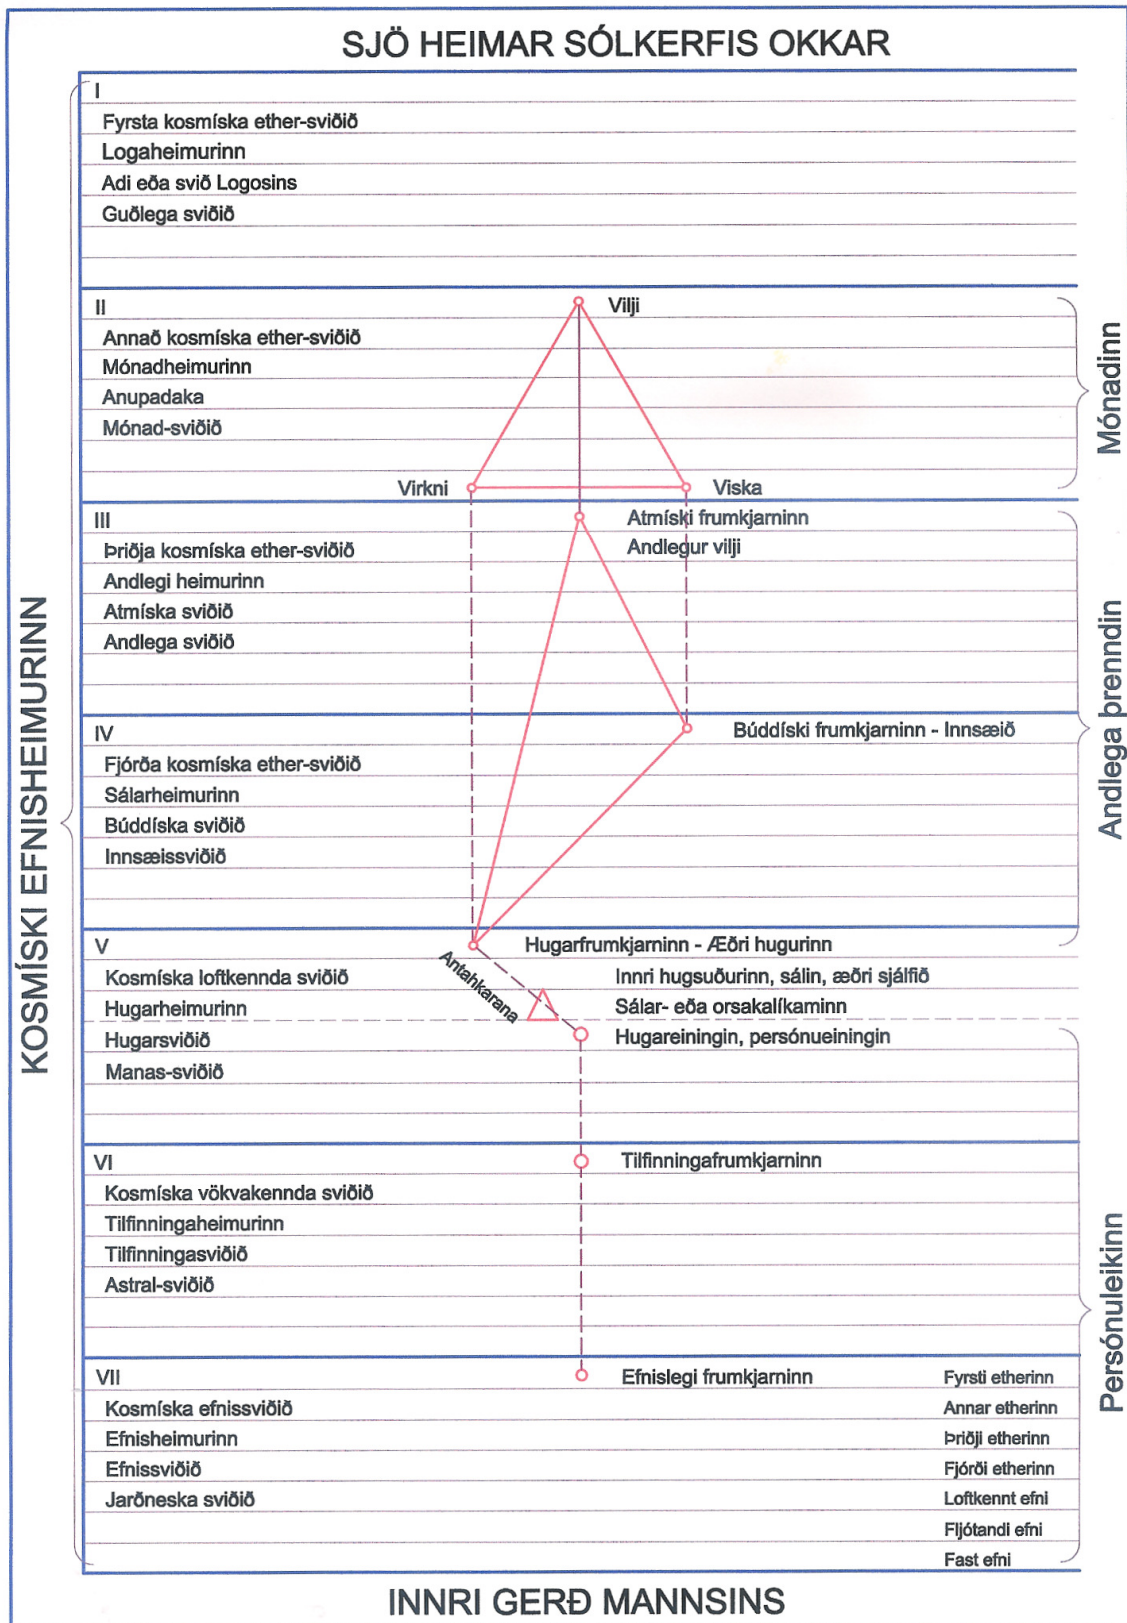 SJÖ HEIMAR SÓLKERFIS OKKAR
KOSMÍSKI EFNISHEIMURINN
I
Fyrsta kosmíska ether-sviðið
Logaheimurinn
Adi eða svið Logosins
Guðlega sviðið
II
Vilji
Annað kosmíska ether-sviðið
Mónadheimurinn
Anupadaka
Mónad-sviðið
Virkni
Viska
Mónadinn
III
Atmíski frumkjarninn
Þriðja kosmíska ether-sviðið
Andlegur vilji
Andlegi heimurinn
Atmíska sviðið
Andlega sviðið
Andlega þrenndin
IV
Búddíski frumkjarninn - Innsæið
Fjórða kosmíska ether-sviðið
Sálarheimurinn
Búddíska sviðið
Innsæissviðið
V
Hugarfrumkjarninn - Æðri hugurinn
Antahkarana
Kosmíska loftkennda sviðið
Innri hugsuðurinn, sálin, æðri sjálfið
Hugarheimurinn
Sálar- eða orsakalíkaminn
Hugarsviðið
Hugareiningin, persónueiningin
Manas-sviðið
VI
Tilfinningafrumkjarninn
Kosmíska vökvakennda sviðið
Tilfinningaheimurinn
Tilfinningasviðið
Astral-sviðið
Persónuleikinn
VII
Efnislegi frumkjarninn
Fyrsti etherinn
Kosmíska efnissviðið
Annar etherinn
Efnisheimurinn
Þriðji etherinn
Efnissviðið
Fjórði etherinn
Jarðneska sviðið
Loftkennt efni
Fljótandi efni
Fast efni
INNRI GERÐ MANNSINS